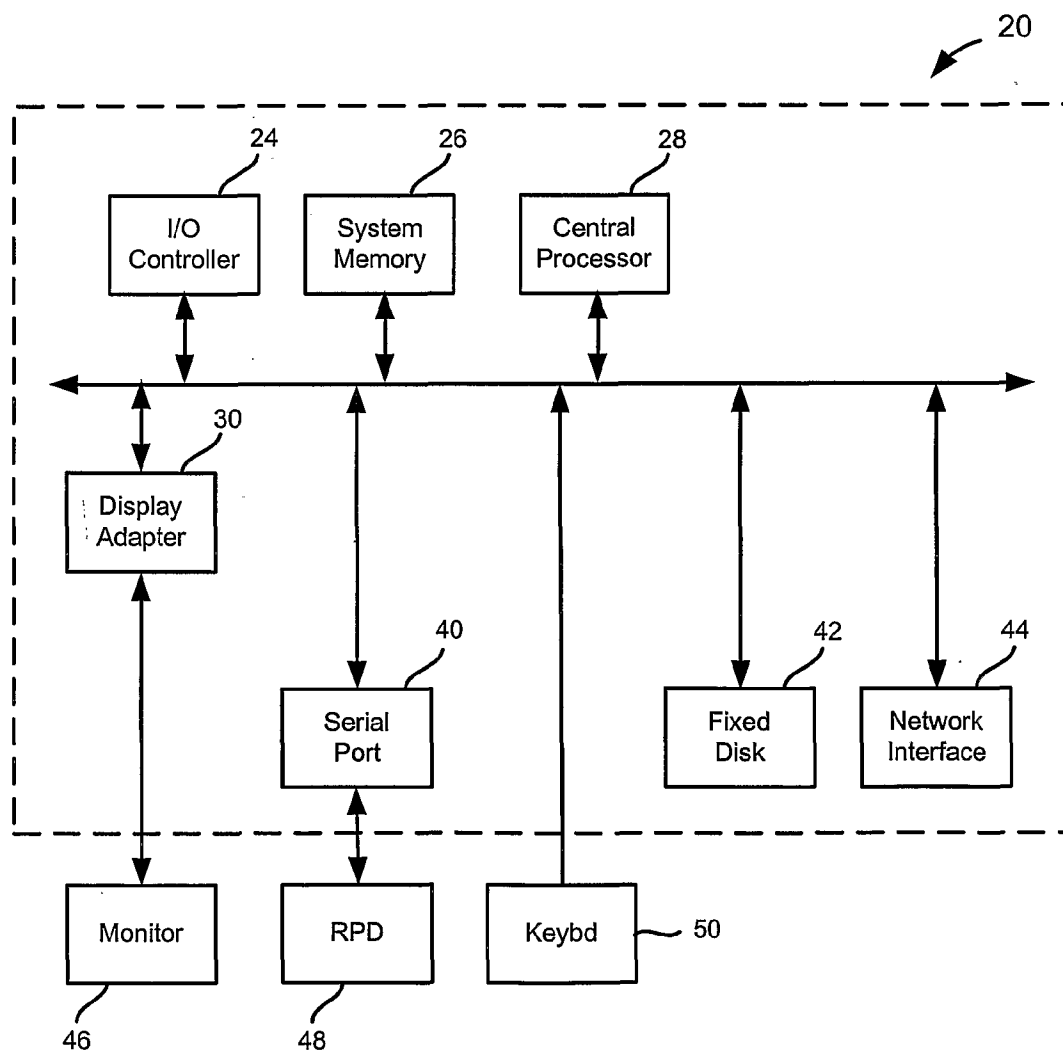 20
24
26
28
I/O
Controller
System
Memory
Central
Processor
30
Display
Adapter
40
42
44
Serial
Port
Fixed
Disk
Network
Interface
Monitor
RPD
Keybd
50
46
48